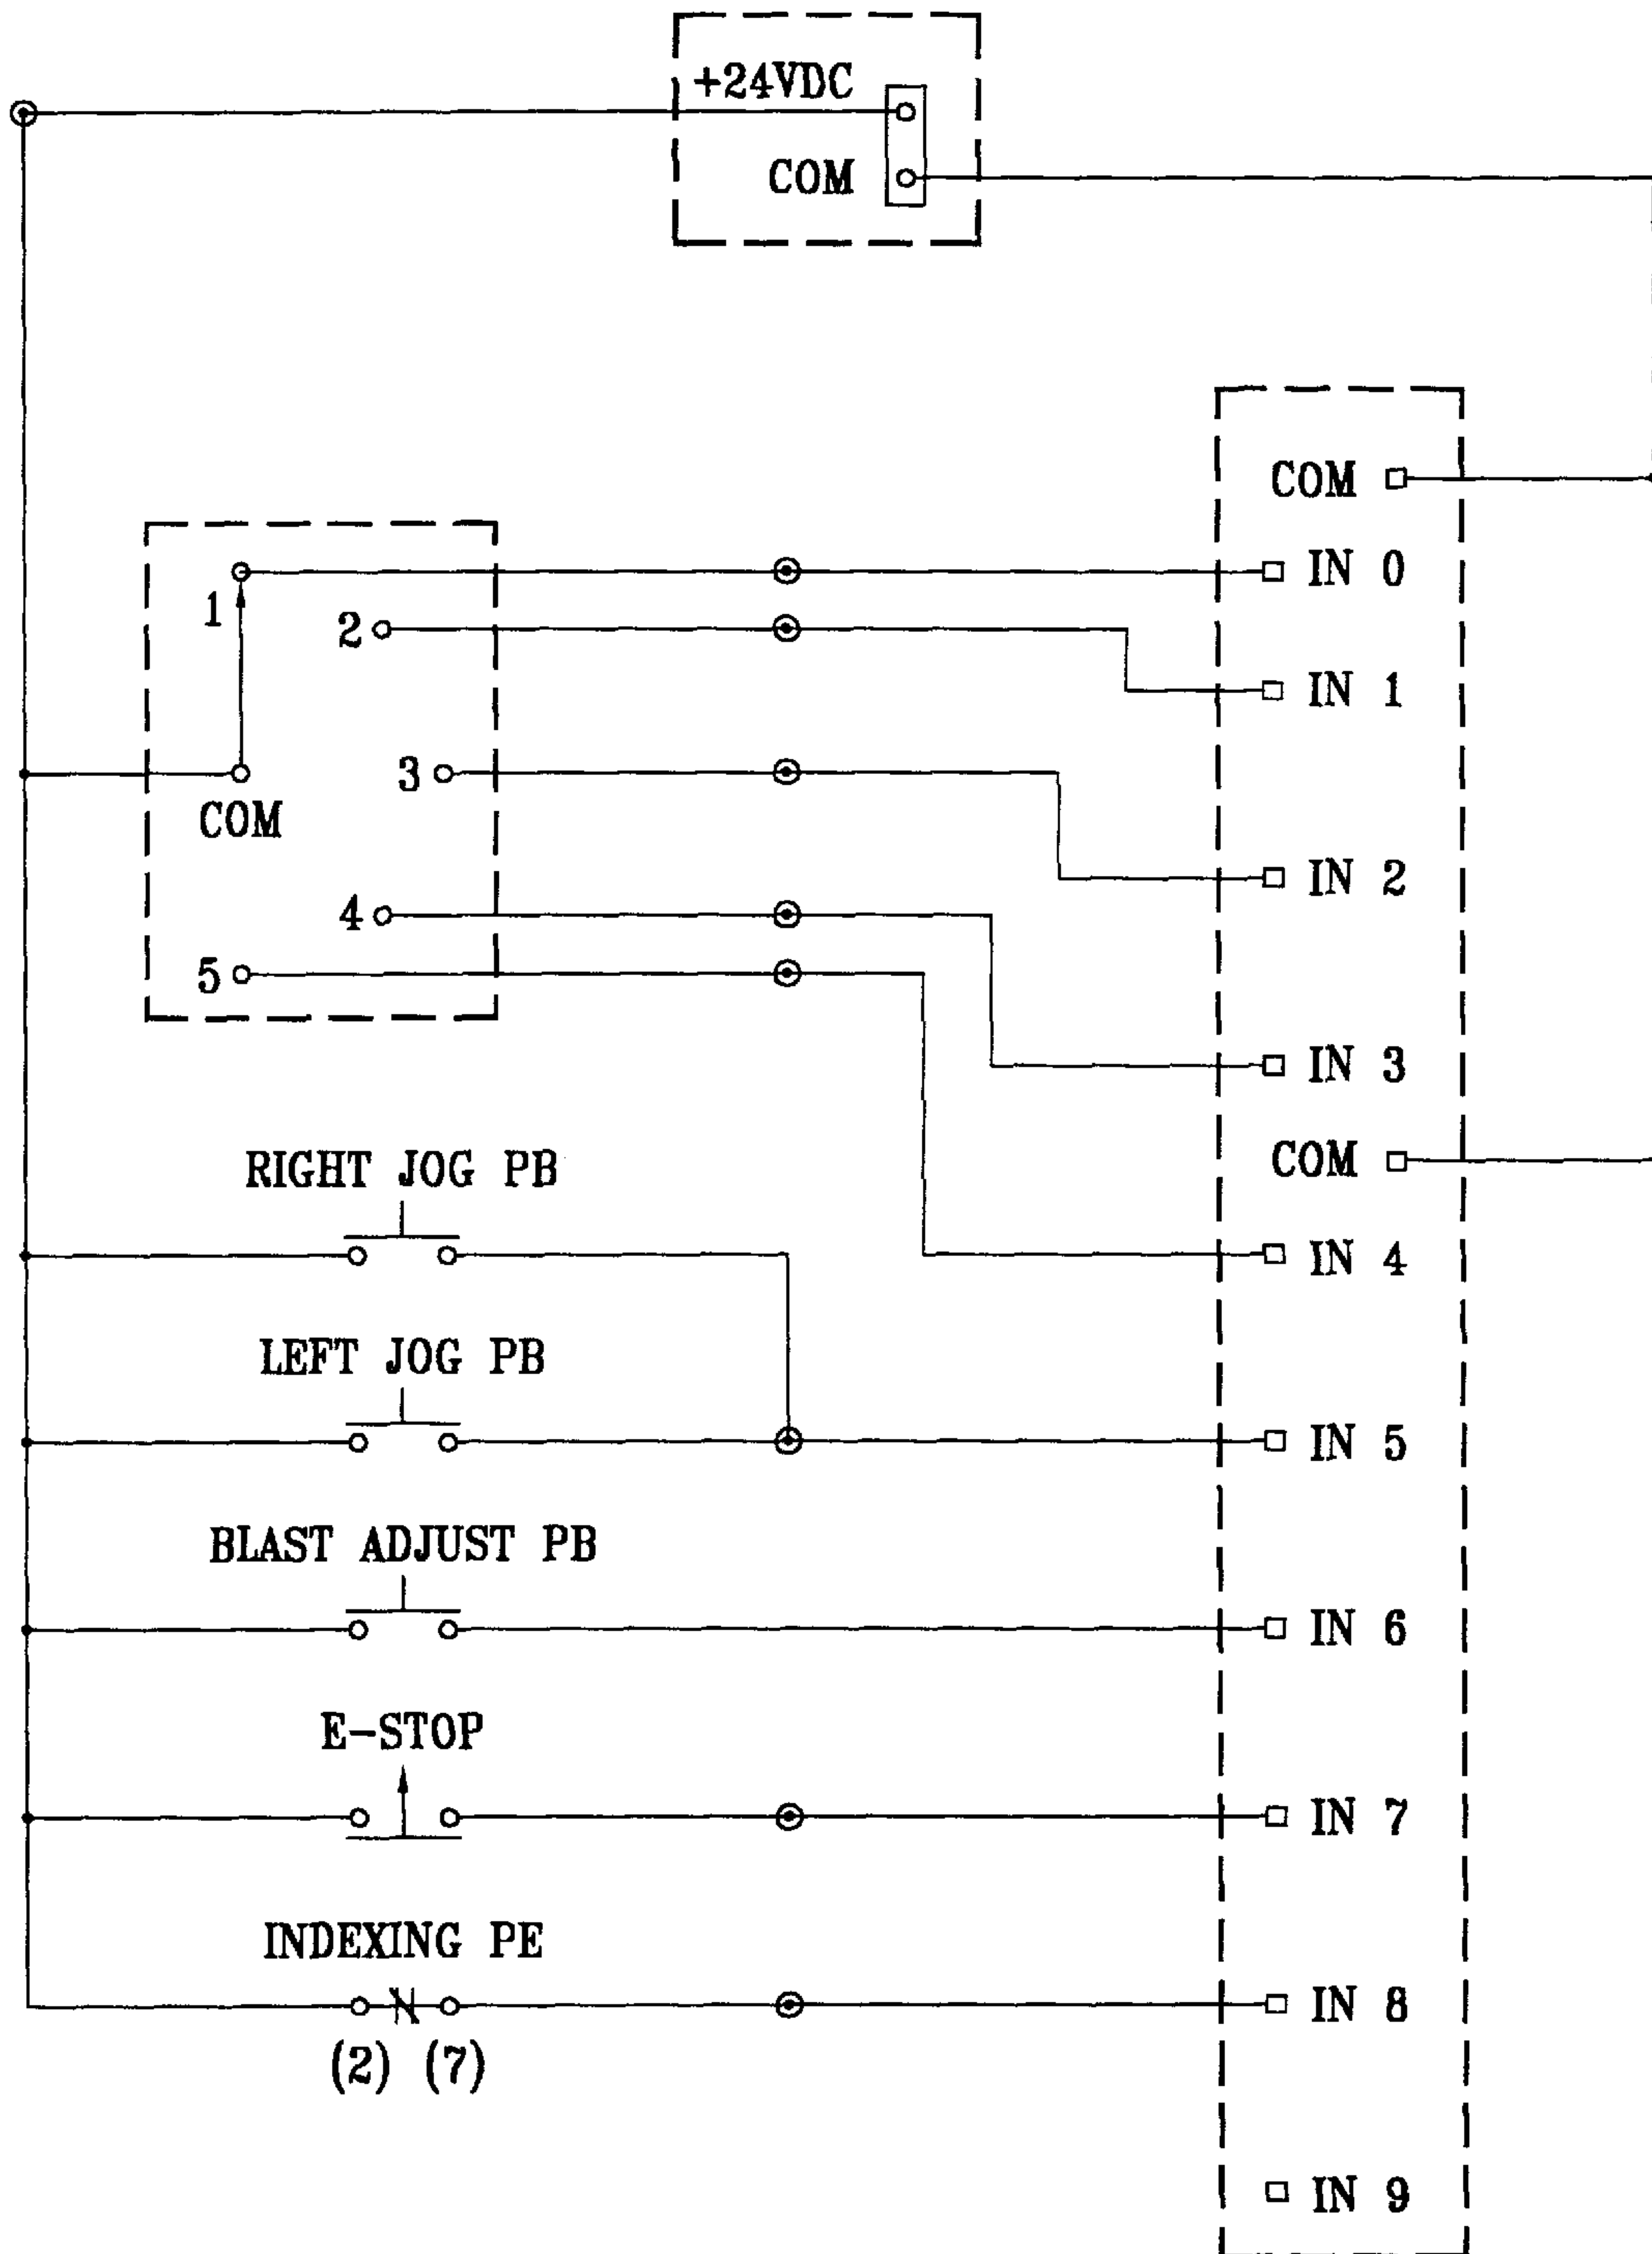 +24VDC
COM
COM
IN 0
1
2
IN 1
3
COM
IN 2
4
5
IN 3
COM
RIGHT JOG PB
IN 4
LEFT JOG PB
IN 5
BLAST ADJUST PB
IN 6
E-STOP
IN 7
INDEXING PE
IN 8
(2) (7)
IN 9